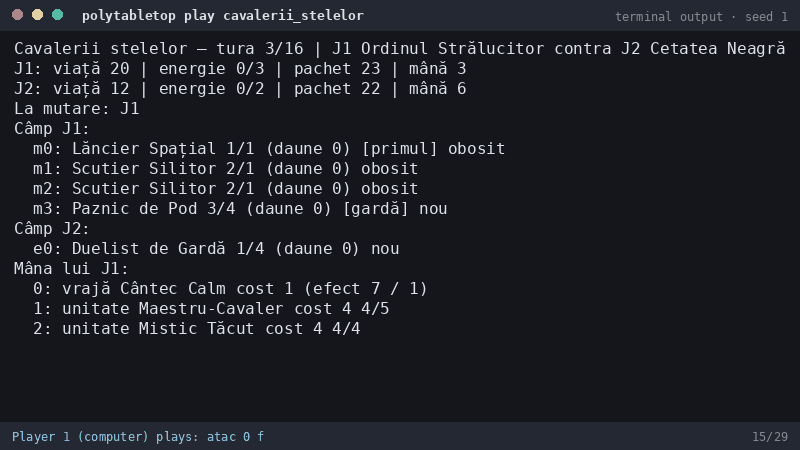 polytabletop play cavalerii_stelelor
terminal output · seed 1
Cavalerii stelelor — tura 3/16 | J1 Ordinul Strălucitor contra J2 Cetatea Neagră
J1: viață 20 | energie 0/3 | pachet 23 | mână 3
J2: viață 12 | energie 0/2 | pachet 22 | mână 6
La mutare: J1
Câmp J1:
m0: Lăncier Spațial 1/1 (daune 0) [primul] obosit
m1: Scutier Silitor 2/1 (daune 0) obosit
m2: Scutier Silitor 2/1 (daune 0) obosit
m3: Paznic de Pod 3/4 (daune 0) [gardă] nou
Câmp J2:
e0: Duelist de Gardă 1/4 (daune 0) nou
Mâna lui J1:
0: vrajă Cântec Calm cost 1 (efect 7 / 1)
1: unitate Maestru-Cavaler cost 4 4/5
2: unitate Mistic Tăcut cost 4 4/4
Player 1 (computer) plays: atac 0 f
15/29